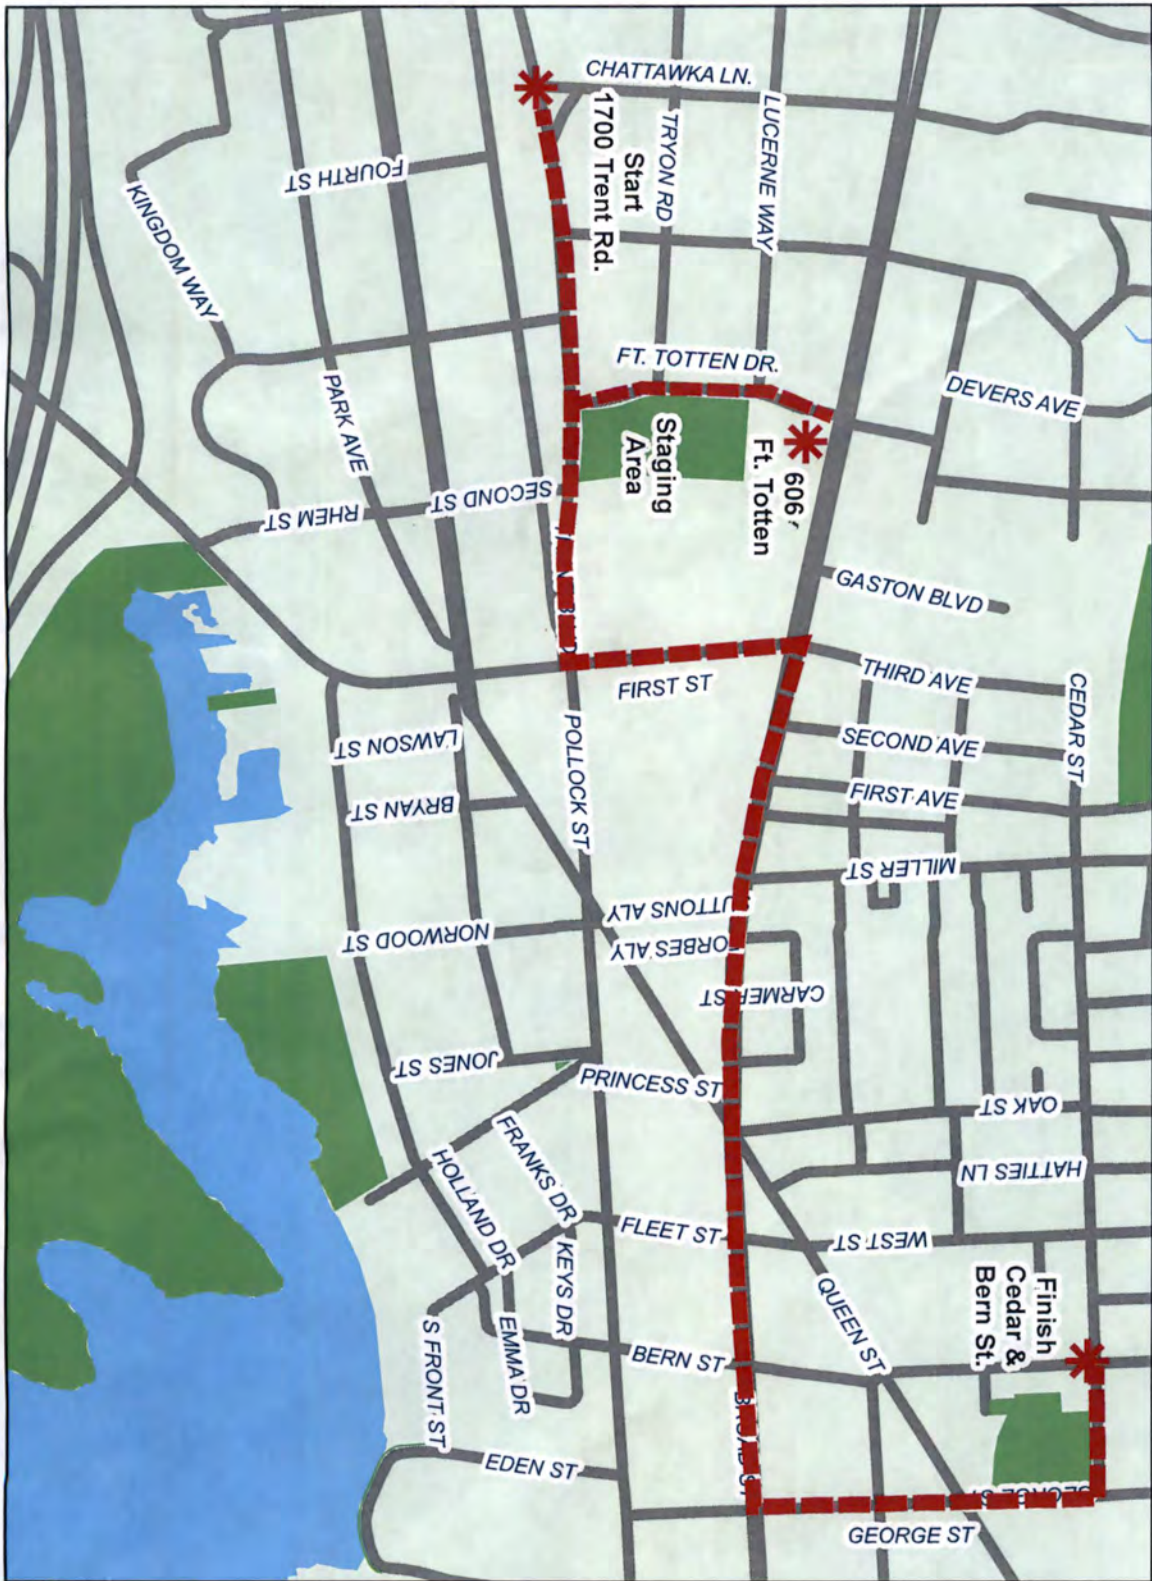 CHATTAWKA LN.
LUCERNE WAY
TRYON RD
Start
1700 Trent Rd.
FOURTH ST
KINGDOM WAY
PARK AVE
FT. TOTTEN DR.
DEVERS AVE
606
Ft. Totten
Staging
Area
SECOND ST
RHEM ST
GASTON BLVD
THIRD AVE
CEDAR ST
FIRST ST
SECOND AVE
FIRST AVE
POLLOCK ST
LAWSON ST
BRYAN ST
MILLER ST
ALY
NORWOOD ST
ALY
ST
JONES ST
PRINCESS ST
OAK ST
HATTIES LN
FRANKS DR
HOLLAND DR
FLEET ST
WEST ST
KEYS DR
QUEEN ST
Finish
Cedar &
Bern St.
EMMA DR
S FRONT ST
BERN ST
EDEN ST
GEORGE ST